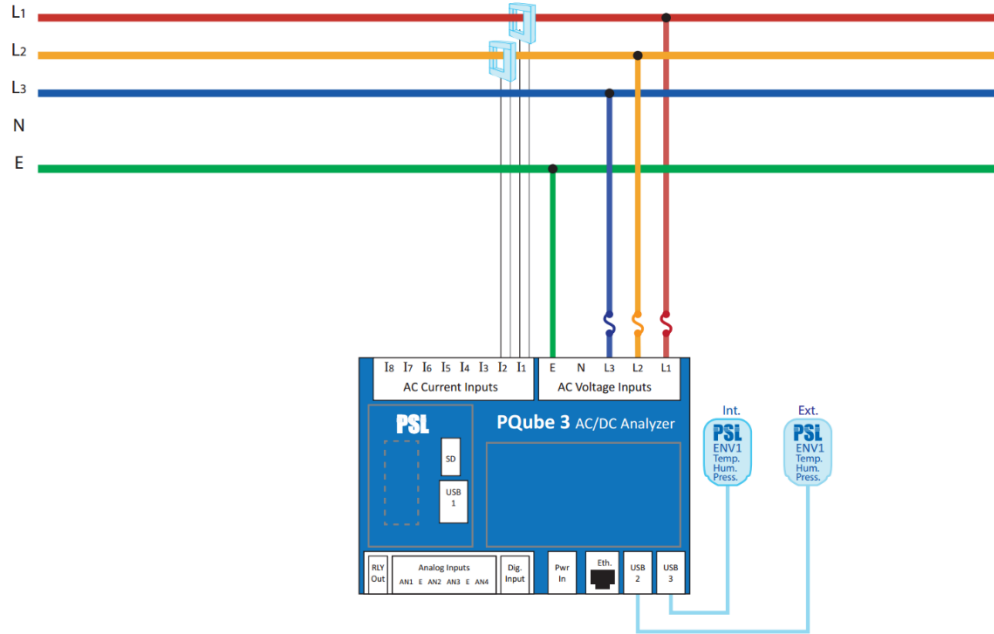 L1
L2
L3
N
E
I8 I7 I6 I5 I4 I3 I2 I1
E N L3 L2 L1
AC Current Inputs
AC Voltage Inputs
PSL
PQube 3 AC/DC Analyzer
SD
USB
1
Int.
PSL
ENV1
Temp.
Hum.
Press.
Ext.
PSL
ENV1
Temp.
Hum.
Press.
RLY
Out
Analog Inputs
AN1 E AN2 AN3 E AN4
Dig.
Input
Pwr
In
Eth.
USB
2
USB
3